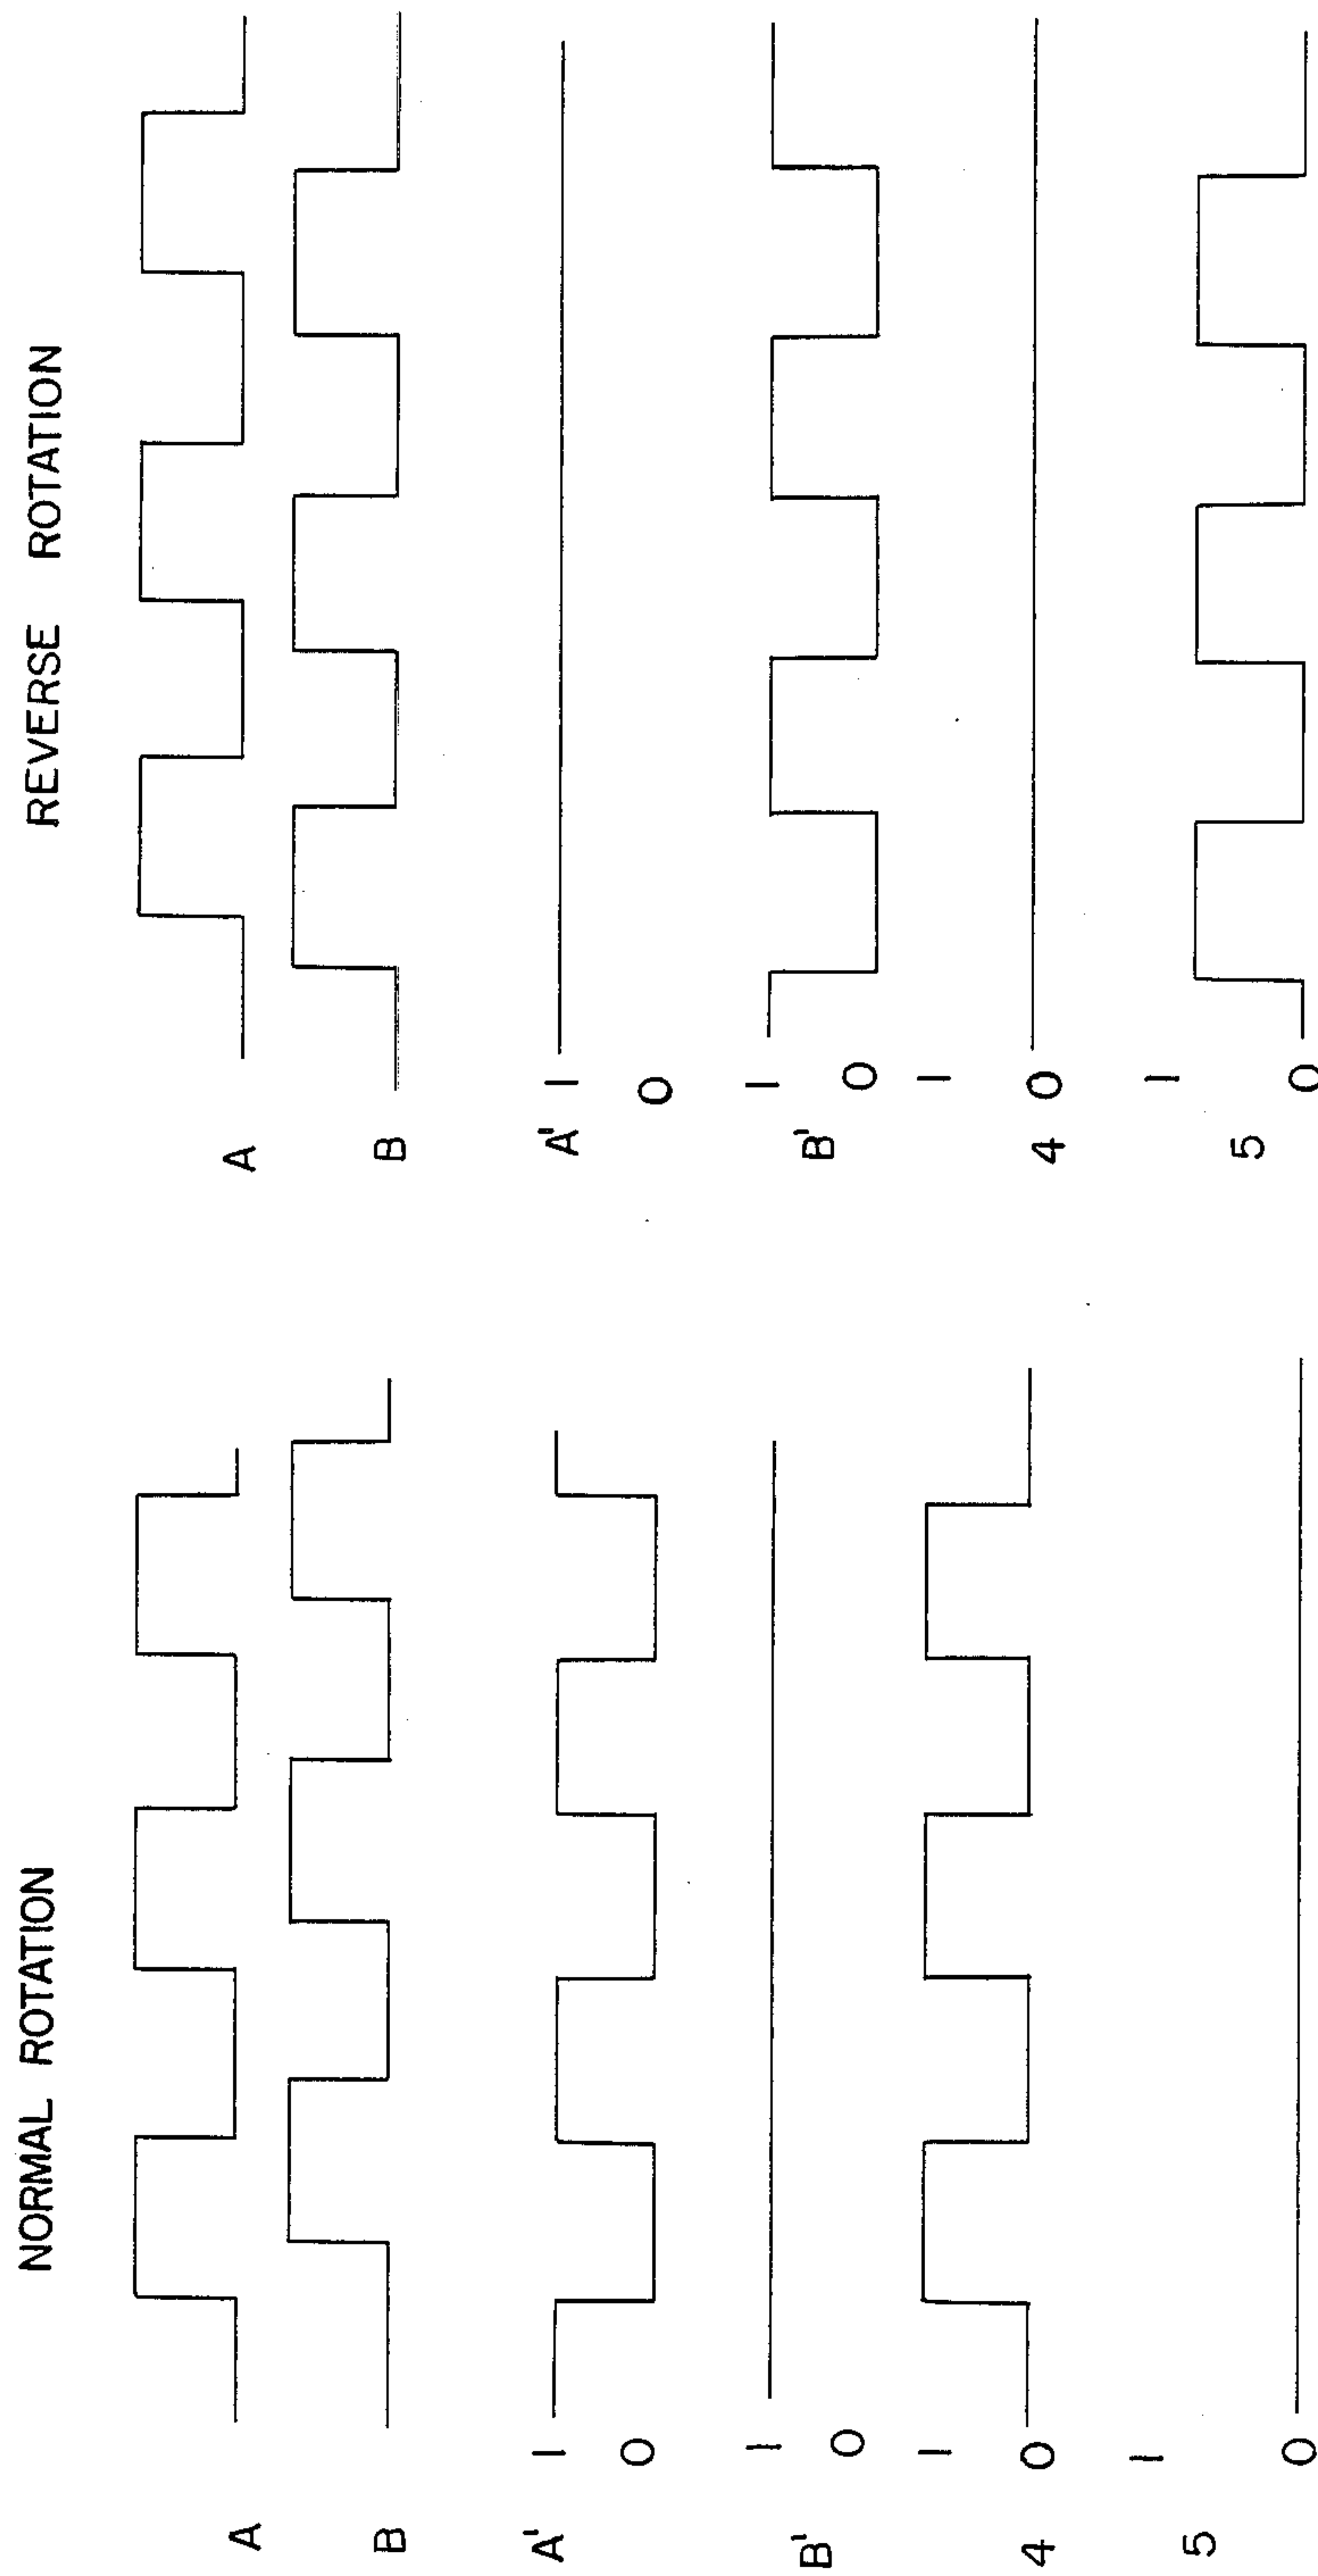 NORMAL ROTATION
A
B
A' 1
0
B' 1
0
4 1
0
5 1
0
REVERSE ROTATION
A
B
A' 1
0
B' 1
0
4 1
0
5 1
0